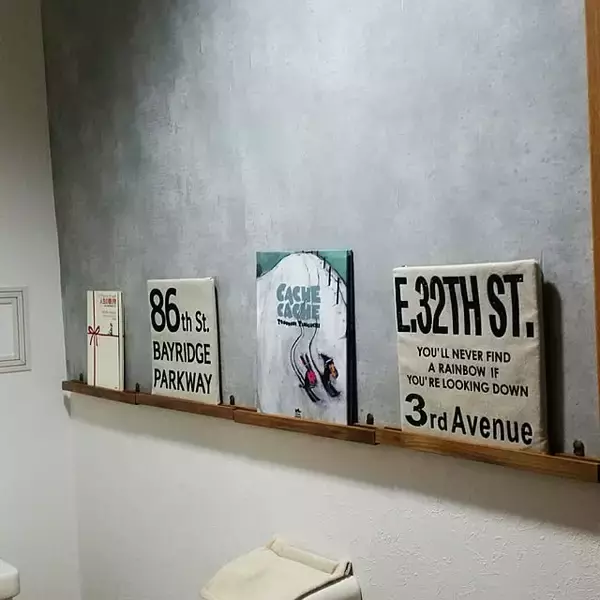 86th St.
BAYRIDGE
PARKWAY
CACHE
CACHE
E.32TH ST.
YOU'LL NEVER FIND
A RAINBOW IF
YOU'RE LOOKING DOWN
3rd Avenue